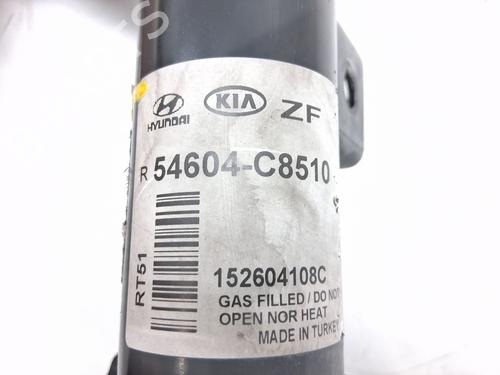 HYUNDAI KIA ZF
R 54604-C8510
RT51
152604108C
GAS FILLED / DO NOT
OPEN NOR HEAT
MADE IN TURKEY